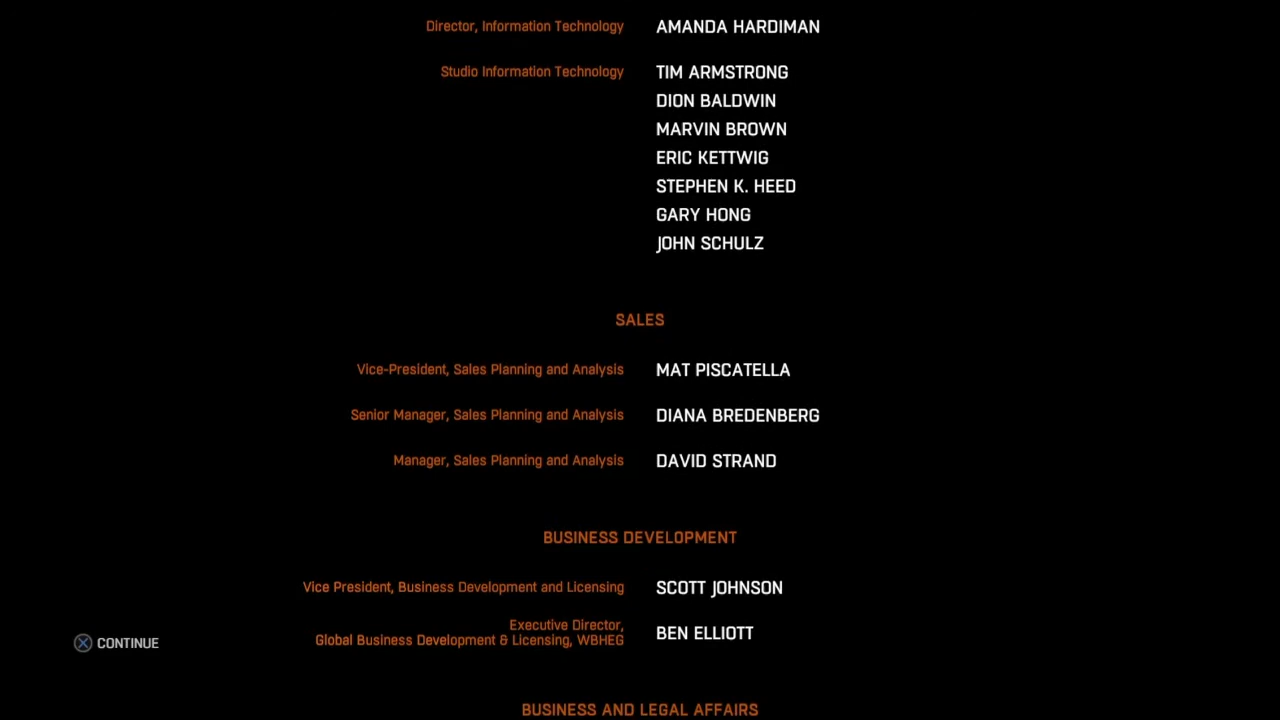 Director, Information Technology AMANDA HARDIMAN
Studio Information Technology TIM ARMSTRONG
DION BALDWIN
MARVIN BROWN
ERIC KETTWIG
STEPHEN K. HEED
GARY HONG
JOHN SCHULZ
SALES
Vice-President, Sales Planning and Analysis MAT PISCATELLA
Senior Manager, Sales Planning and Analysis DIANA BREDENBERG
Manager, Sales Planning and Analysis DAVID STRAND
BUSINESS DEVELOPMENT
Vice President, Business Development and Licensing SCOTT JOHNSON
Executive Director,
Global Business Development & Licensing, WBHEG BEN ELLIOTT
CONTINUE
BUSINESS AND LEGAL AFFAIRS